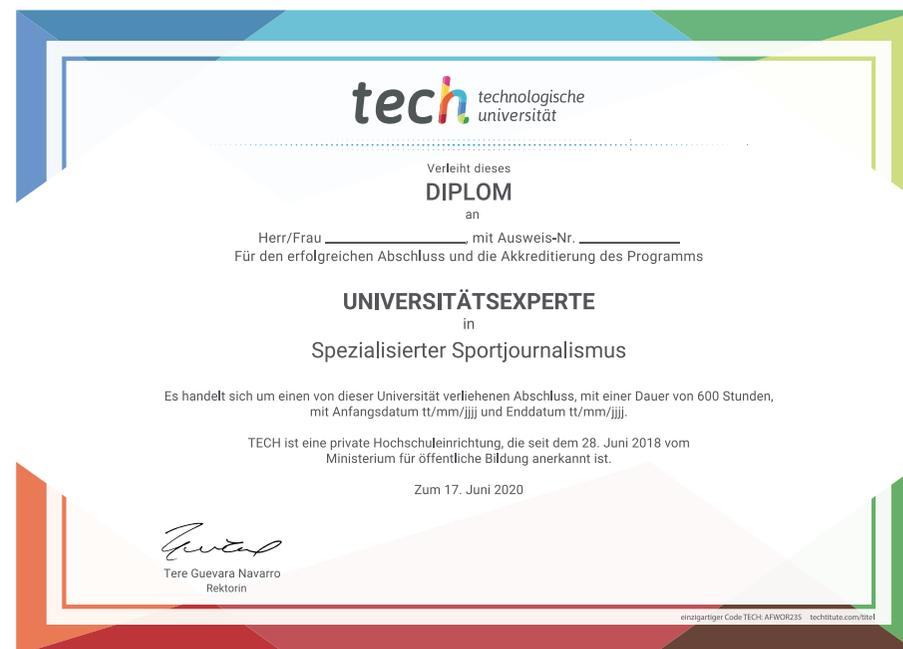 tech technologische
universität
Verleiht dieses
DIPLOM
an
Herr/Frau ______________, mit Ausweis-Nr. __________
Für den erfolgreichen Abschluss und die Akkreditierung des Programms
UNIVERSITÄTSEXPERTE
in
Spezialisierter Sportjournalismus
Es handelt sich um einen von dieser Universität verliehenen Abschluss, mit einer Dauer von 600 Stunden,
mit Anfangsdatum tt/mm/jjjj und Enddatum tt/mm/jjjj.
TECH ist eine private Hochschuleinrichtung, die seit dem 28. Juni 2018 vom
Ministerium für öffentliche Bildung anerkannt ist.
Zum 17. Juni 2020
Tere Guevara Navarro
Rektorin
einzigartiger Code TECH: AFWOR23S techtitute.com/titel